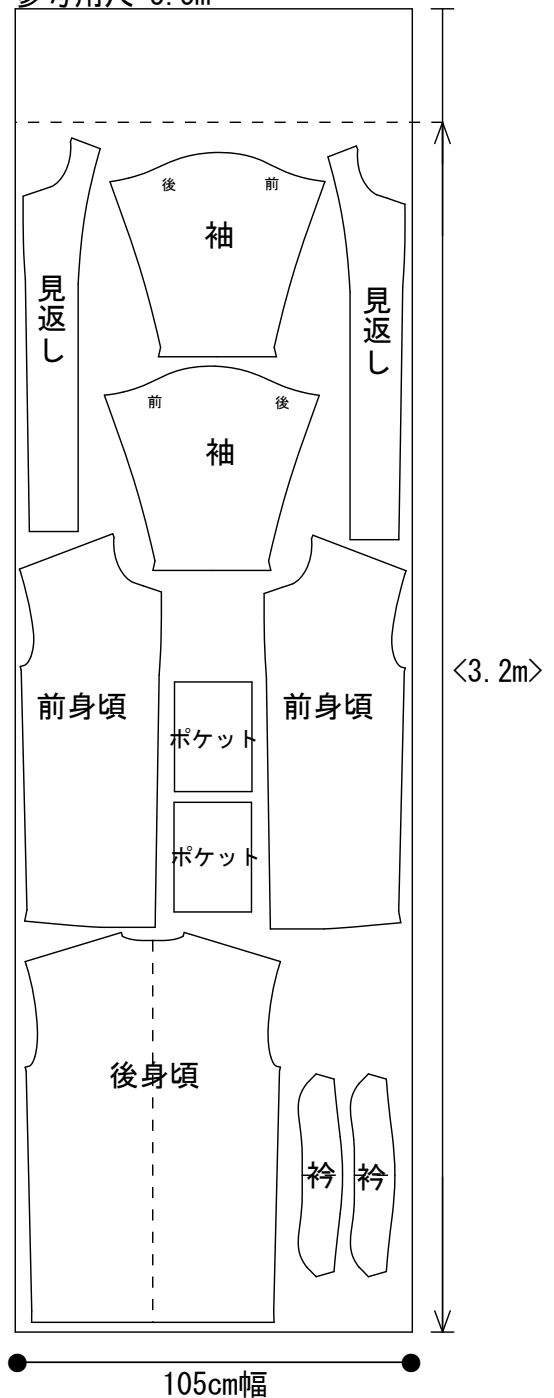 後 前
袖
見返し
見返し
前 後
袖
<3.2m>
前身頃
前身頃
ポケット
ポケット
後身頃
衿
衿
105cm幅